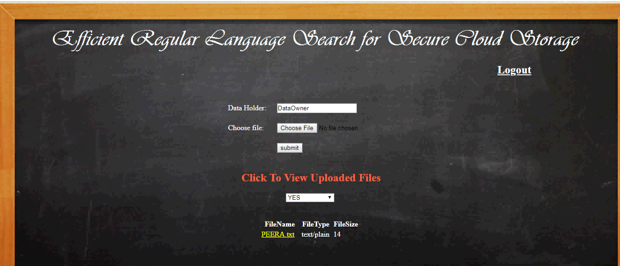 Efficient Regular Language Search for Secure Cloud Storage
Logout
Data Holder: DataOwner
Choose file: Choose File No file chosen
submit
Click To View Uploaded Files
YES
FileName FileType FileSize
PEERA.txt text/plain 14